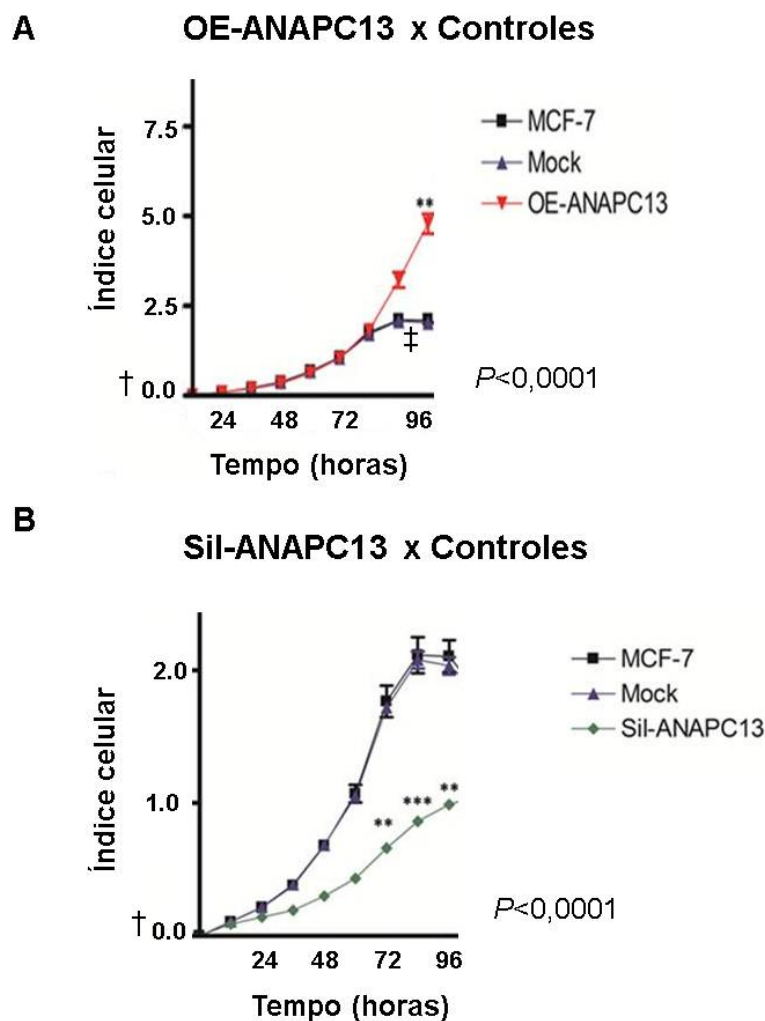 A
OE-ANAPC13 x Controles
7.5
5.0
2.5
† 0.0
Índice celular
**
‡
MCF-7
Mock
OE-ANAPC13
P<0,0001
24 48 72 96
Tempo (horas)
B
Sil-ANAPC13 x Controles
2.0
1.0
† 0.0
Índice celular
** *** **
MCF-7
Mock
Sil-ANAPC13
P<0,0001
24 48 72 96
Tempo (horas)